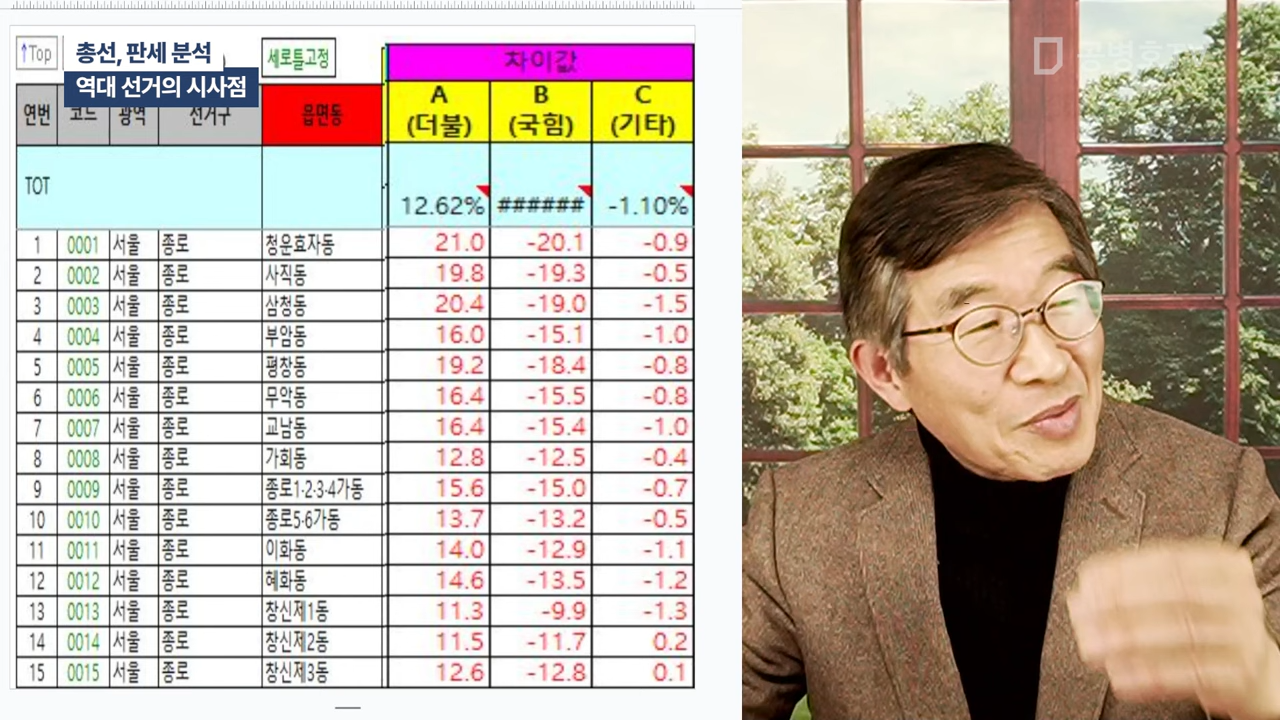 ↑Top
총선, 판세 분석
역대 선거의 시사점
세로틀고정
차이값
연번 코드 광역 선거구 읍면동 A (더불) B (국힘) C (기타)
TOT 12.62% ###### -1.10%
1 0001 서울 종로 청운효자동 21.0 -20.1 -0.9
2 0002 서울 종로 사직동 19.8 -19.3 -0.5
3 0003 서울 종로 삼청동 20.4 -19.0 -1.5
4 0004 서울 종로 부암동 16.0 -15.1 -1.0
5 0005 서울 종로 평창동 19.2 -18.4 -0.8
6 0006 서울 종로 무악동 16.4 -15.5 -0.8
7 0007 서울 종로 교남동 16.4 -15.4 -1.0
8 0008 서울 종로 가회동 12.8 -12.5 -0.4
9 0009 서울 종로 종로1·2·3·4가동 15.6 -15.0 -0.7
10 0010 서울 종로 종로5·6가동 13.7 -13.2 -0.5
11 0011 서울 종로 이화동 14.0 -12.9 -1.1
12 0012 서울 종로 혜화동 14.6 -13.5 -1.2
13 0013 서울 종로 창신제1동 11.3 -9.9 -1.3
14 0014 서울 종로 창신제2동 11.5 -11.7 0.2
15 0015 서울 종로 창신제3동 12.6 -12.8 0.1